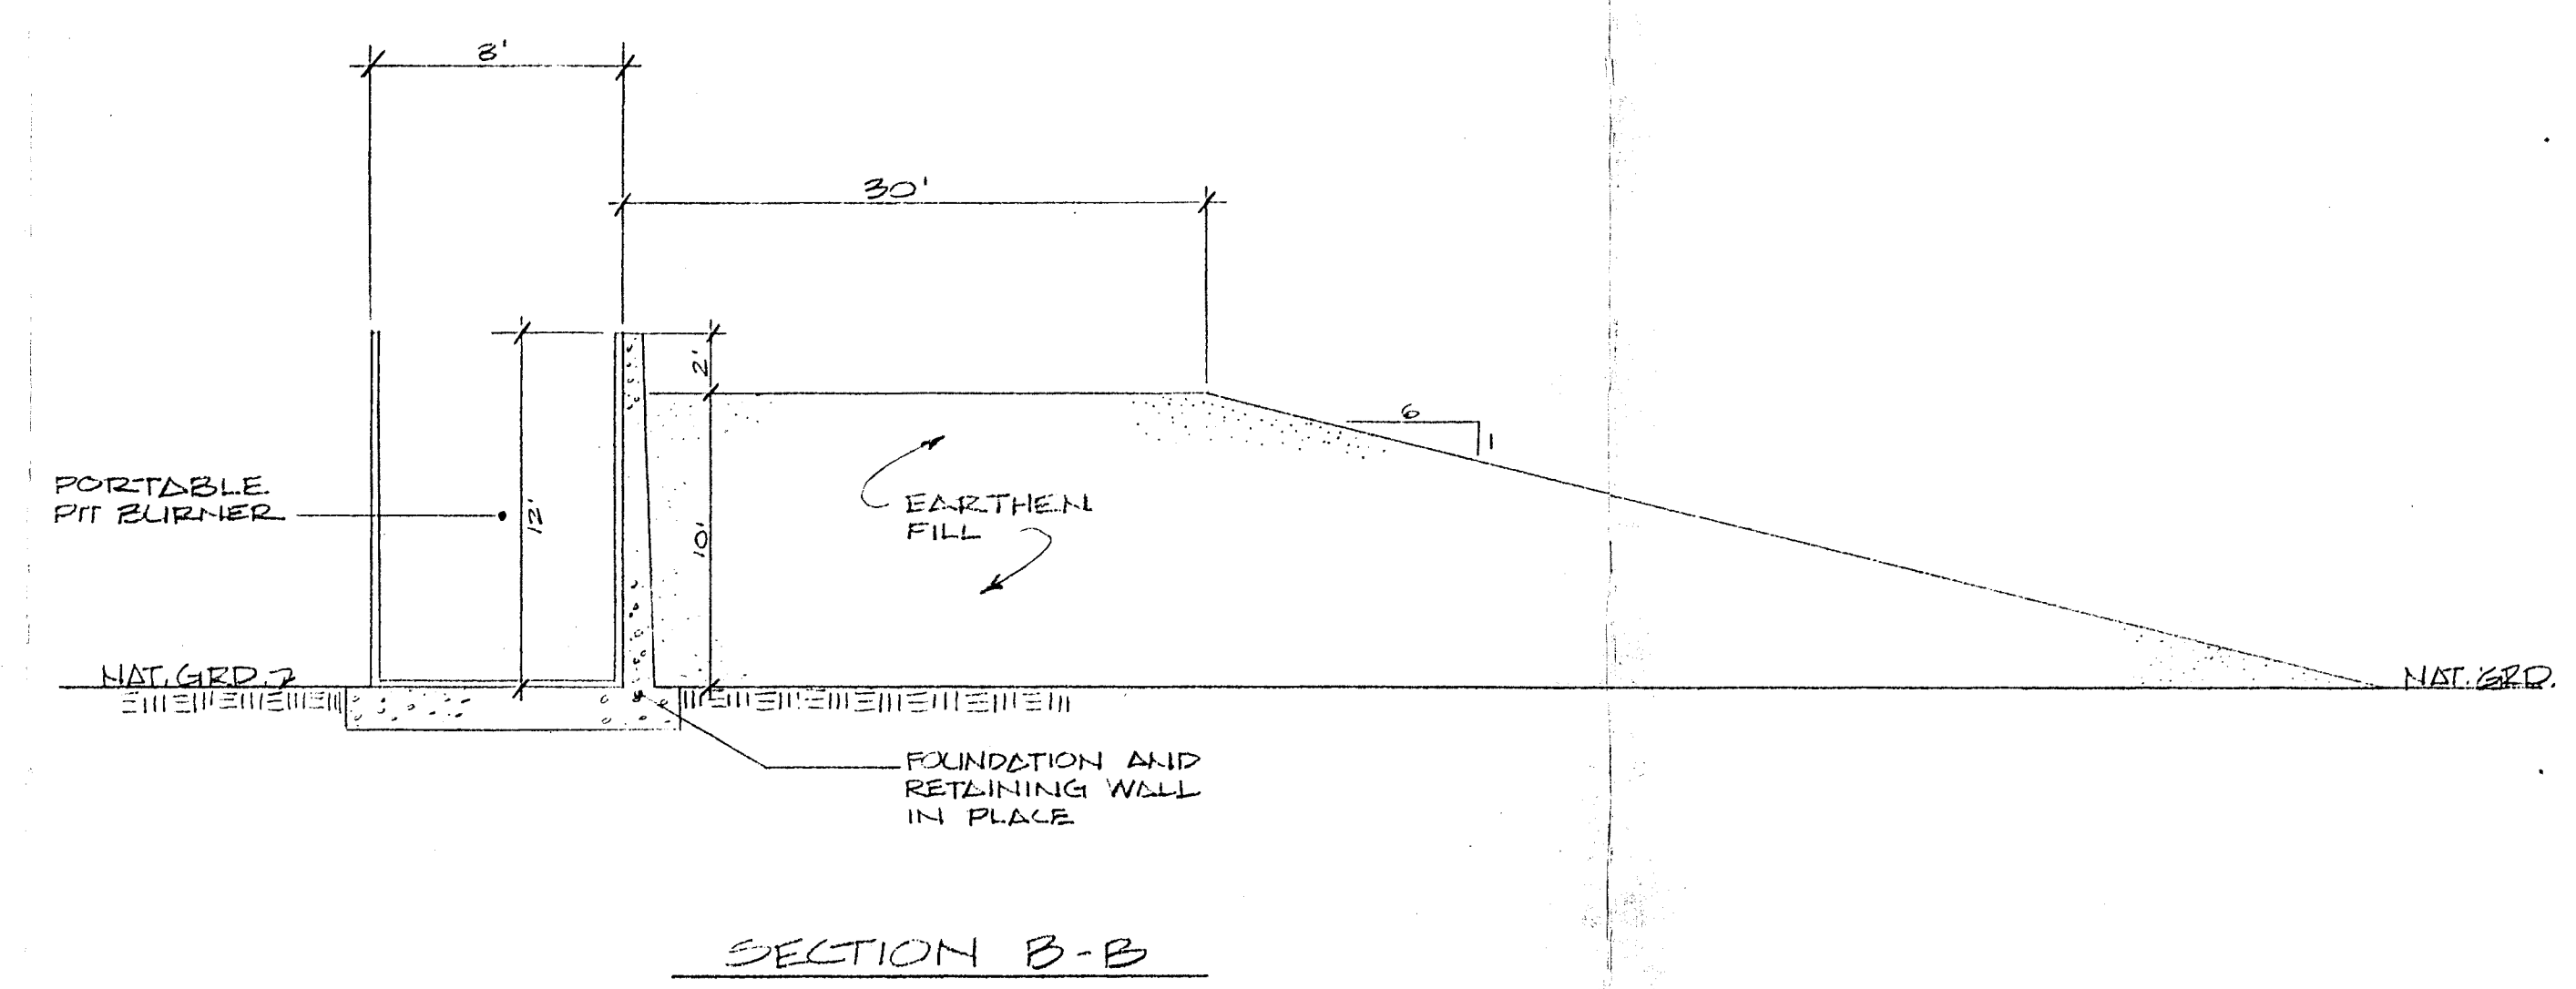 8'
30'
2'
6
1
PORTABLE
PIT BURNER
12'
10'
EARTHEN
FILL
NAT. GRD.
NAT. GRD.
FOUNDATION AND
RETAINING WALL
IN PLACE
SECTION B-B